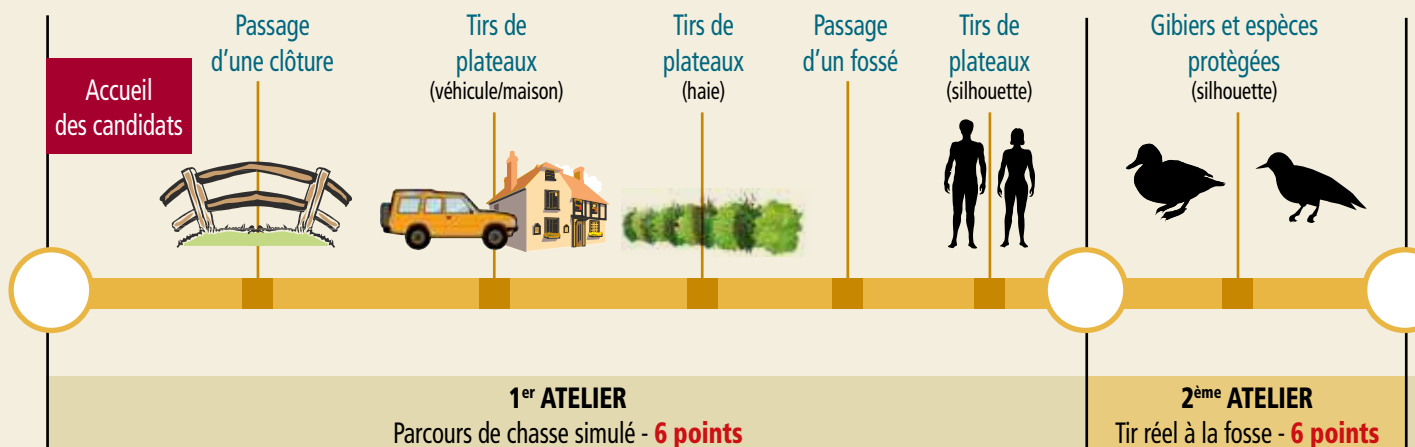 Accueil
des candidats
Passage
d'une clôture
Tirs de
plateaux
(véhicule/maison)
Tirs de
plateaux
(haie)
Passage
d'un fossé
Tirs de
plateaux
(silhouette)
Gibiers et espèces
protègées
(silhouette)
1er ATELIER
Parcours de chasse simulé - 6 points
2ème ATELIER
Tir réel à la fosse - 6 points